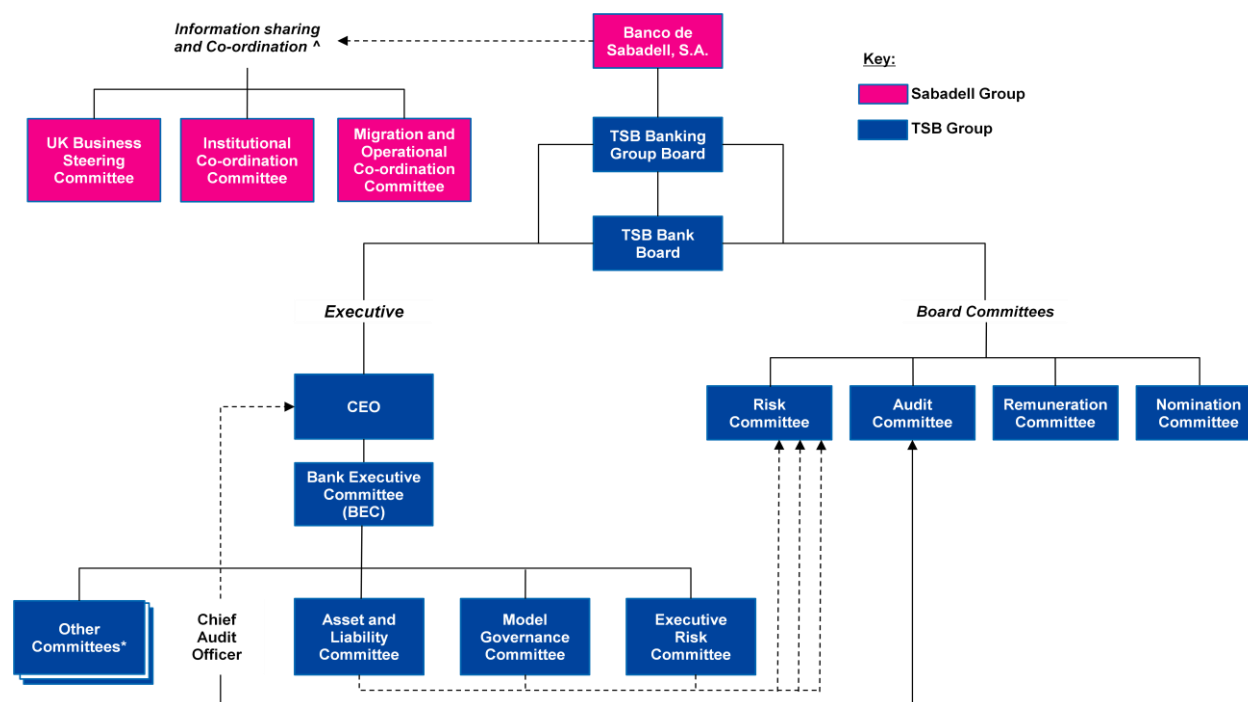 Information sharing
and Co-ordination ^
Banco de
Sabadell, S.A.
Key:
Sabadell Group
TSB Group
UK Business
Steering
Committee
Institutional
Co-ordination
Committee
Migration and
Operational
Co-ordination
Committee
TSB Banking
Group Board
TSB Bank
Board
Executive
Board Committees
CEO
Risk
Committee
Audit
Committee
Remuneration
Committee
Nomination
Committee
Bank Executive
Committee
(BEC)
Other
Committees*
Chief
Audit
Officer
Asset and
Liability
Committee
Model
Governance
Committee
Executive
Risk
Committee